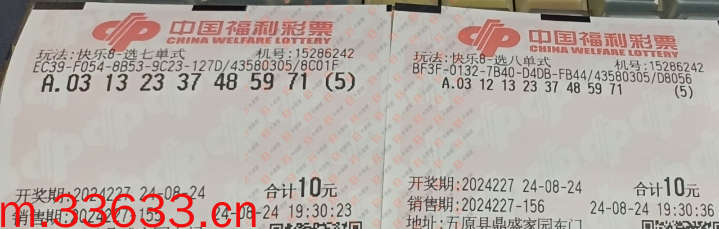 中国福利彩票
CHINA WELFARE LOTTERY
玩法:快乐8-选七单式 机号:15286242
EC39-F054-8B53-9C23-127D/43580305/8C01F
A.03 13 23 37 48 59 71 (5)
开奖期:2024227 24-08-24 合计10元
销售期:2024227-155 24-08-24 19:30:23
中国福利彩票
CHINA WELFARE LOTTERY
玩法:快乐8-选八单式 机号:15286242
BF3F-0132-7B40-D4DB-FB44/43580305/D8056
A.03 12 13 23 37 48 59 71 (5)
开奖期:2024227 24-08-24 合计10元
销售期:2024227-156 24-08-24 19:30:36
地址:五原县鼎盛家园东门
m.33633.cn